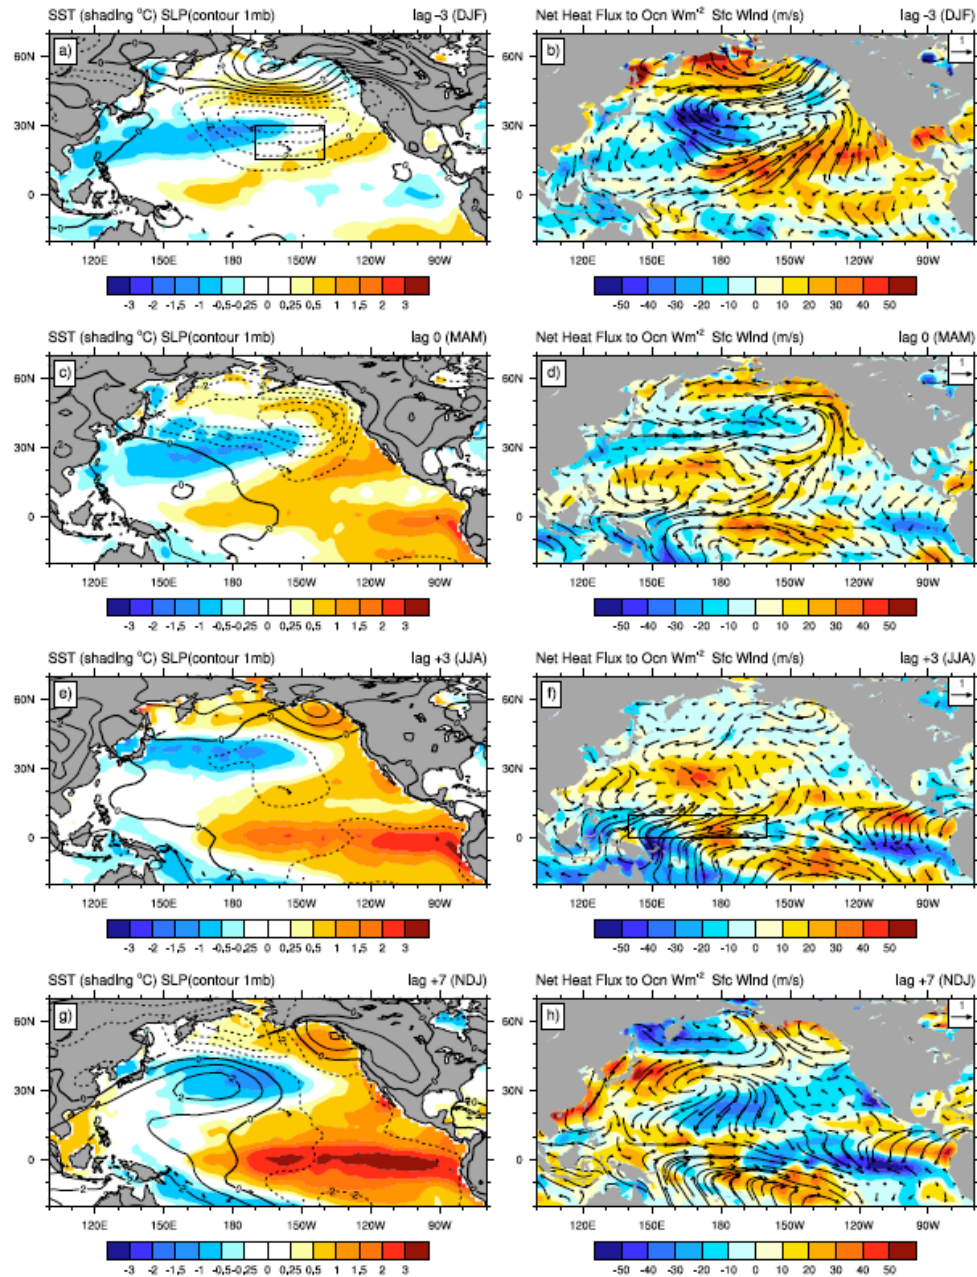 SST (shading °C) SLP(contour 1mb) lag -3 (DJF)
a)
60N
30N
0
120E 150E 180 150W 120W 90W
-3 -2 -1.5 -1 -0.5 -0.25 0 0.25 0.5 1 1.5 2 3
Net Heat Flux to Ocn Wm-2 Sfc Wind (m/s) lag -3 (DJF)
b)
1
60N
30N
0
120E 150E 180 150W 120W 90W
-50 -40 -30 -20 -10 0 10 20 30 40 50
SST (shading °C) SLP(contour 1mb) lag 0 (MAM)
c)
60N
30N
0
120E 150E 180 150W 120W 90W
-3 -2 -1.5 -1 -0.5 -0.25 0 0.25 0.5 1 1.5 2 3
Net Heat Flux to Ocn Wm-2 Sfc Wind (m/s) lag 0 (MAM)
d)
1
60N
30N
0
120E 150E 180 150W 120W 90W
-50 -40 -30 -20 -10 0 10 20 30 40 50
SST (shading °C) SLP(contour 1mb) lag +3 (JJA)
e)
60N
30N
0
120E 150E 180 150W 120W 90W
-3 -2 -1.5 -1 -0.5 -0.25 0 0.25 0.5 1 1.5 2 3
Net Heat Flux to Ocn Wm-2 Sfc Wind (m/s) lag +3 (JJA)
f)
1
60N
30N
0
120E 150E 180 150W 120W 90W
-50 -40 -30 -20 -10 0 10 20 30 40 50
SST (shading °C) SLP(contour 1mb) lag +7 (NDJ)
g)
60N
30N
0
120E 150E 180 150W 120W 90W
-3 -2 -1.5 -1 -0.5 -0.25 0 0.25 0.5 1 1.5 2 3
Net Heat Flux to Ocn Wm-2 Sfc Wind (m/s) lag +7 (NDJ)
h)
1
60N
30N
0
120E 150E 180 150W 120W 90W
-50 -40 -30 -20 -10 0 10 20 30 40 50